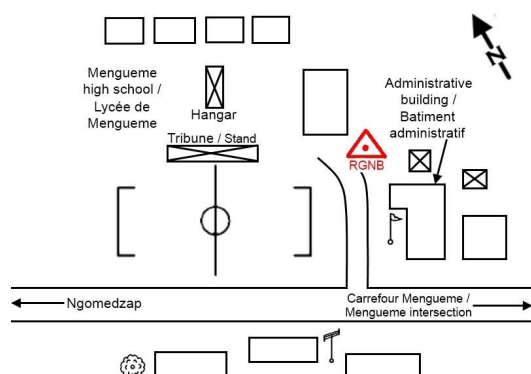 N
Mengueme
high school /
Lycée de
Mengueme
Hangar
Tribune / Stand
RGNB
Administrative
building /
Batiment
administratif
Ngomedzap
Carrefour Mengueme /
Mengueme intersection